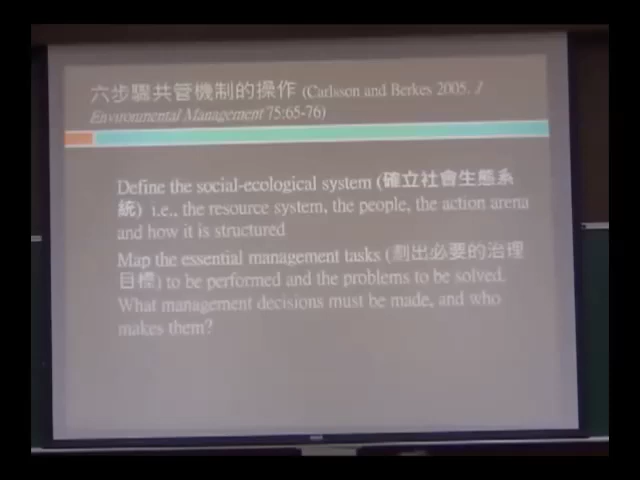 六步驟共管機制的操作 (Carlsson and Berkes 2005. J
Environmental Management 75:65-76)
Define the social-ecological system (確立社會生態系
統) i.e., the resource system, the people, the action arena
and how it is structured
Map the essential management tasks (劃出必要的治理
目標) to be performed and the problems to be solved.
What management decisions must be made, and who
makes them?